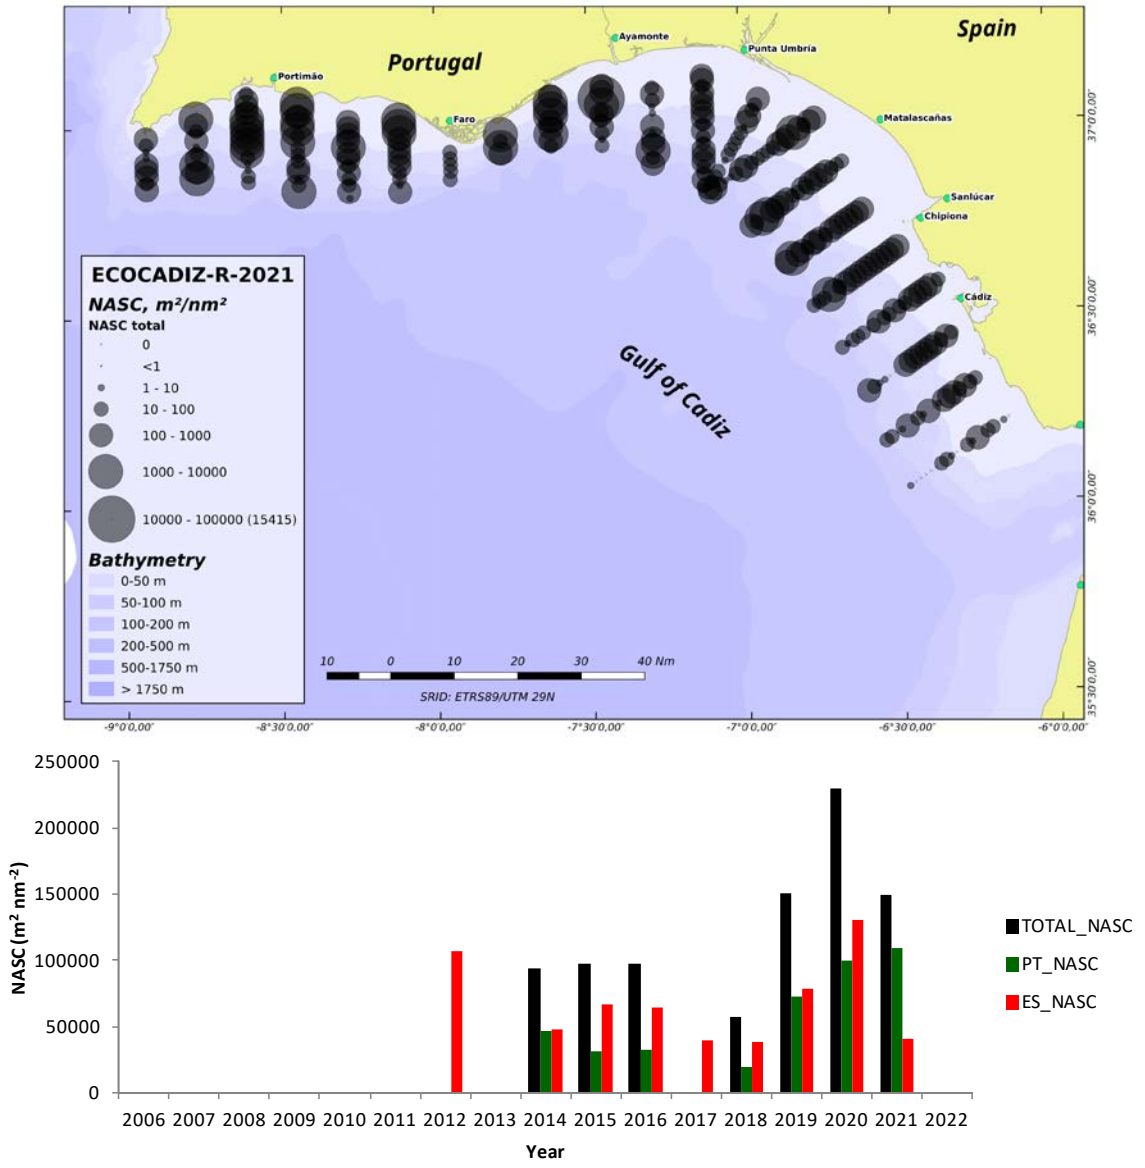 Spain
Portugal
Ayamonte
Punta Umbría
Portimão
Faro
Matalascañas
Sanlúcar
Chipiona
Cádiz
Gulf of Cadiz
37°0'0,00"
36°30'0,00"
36°0'0,00"
35°30'0,00"
ECOCADIZ-R-2021
NASC, m²/nm²
NASC total
0
<1
1 - 10
10 - 100
100 - 1000
1000 - 10000
10000 - 100000 (15415)
Bathymetry
0-50 m
50-100 m
100-200 m
200-500 m
500-1750 m
> 1750 m
10 0 10 20 30 40 Nm
SRID: ETRS89/UTM 29N
-9°0'0,00" -8°30'0,00" -8°0'0,00" -7°30'0,00" -7°0'0,00" -6°30'0,00" -6°0'0,00"
250000
200000
150000
100000
50000
0
NASC (m² nm⁻²)
2006 2007 2008 2009 2010 2011 2012 2013 2014 2015 2016 2017 2018 2019 2020 2021 2022
Year
TOTAL_NASC
PT_NASC
ES_NASC